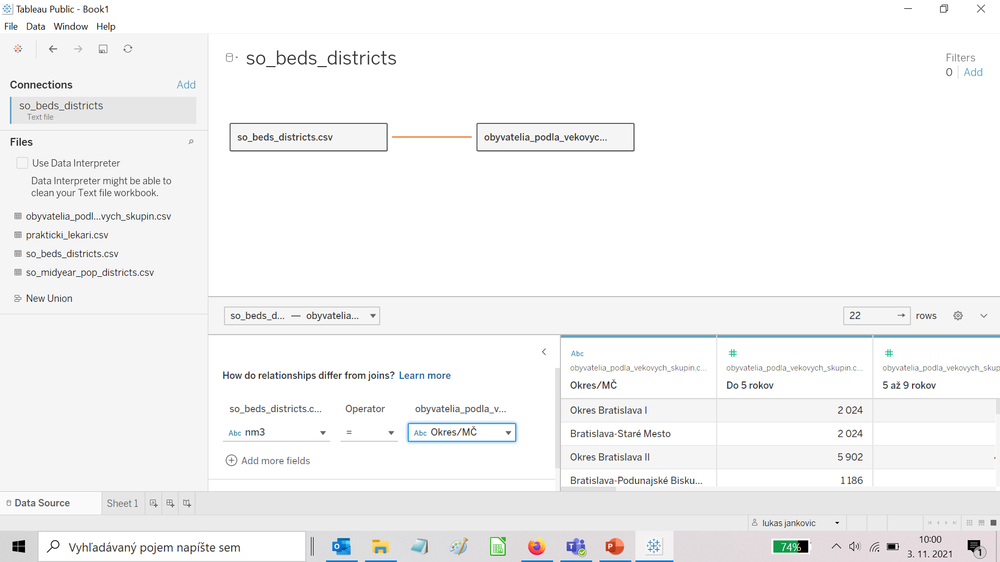 Tableau Public - Book1
File Data Window Help
so_beds_districts
Filters
0 Add
Connections Add
so_beds_districts
Text file
so_beds_districts.csv
obyvatelia_podla_vekovyc...
Files
Use Data Interpreter
Data Interpreter might be able to
clean your Text file workbook.
obyvatelia_podl...vych_skupin.csv
prakticki_lekari.csv
so_beds_districts.csv
so_midyear_pop_districts.csv
New Union
so_beds_d... — obyvatelia...
22 → rows
How do relationships differ from joins? Learn more
so_beds_districts.c... Operator obyvatelia_podla_v...
Abc nm3 = Abc Okres/MČ
Add more fields
Abc # #
obyvatelia_podla_vekovych_skupin.c... obyvatelia_podla_vekovych_skupin.c... obyvatelia_podla_vekovych_skup
Okres/MČ Do 5 rokov 5 až 9 rokov
Okres Bratislava I 2 024
Bratislava-Staré Mesto 2 024
Okres Bratislava II 5 902
Bratislava-Podunajské Bisku... 1 186
Data Source Sheet 1
lukas jankovic
Vyhľadávaný pojem napíšte sem
74%
10:00
3. 11. 2021
1